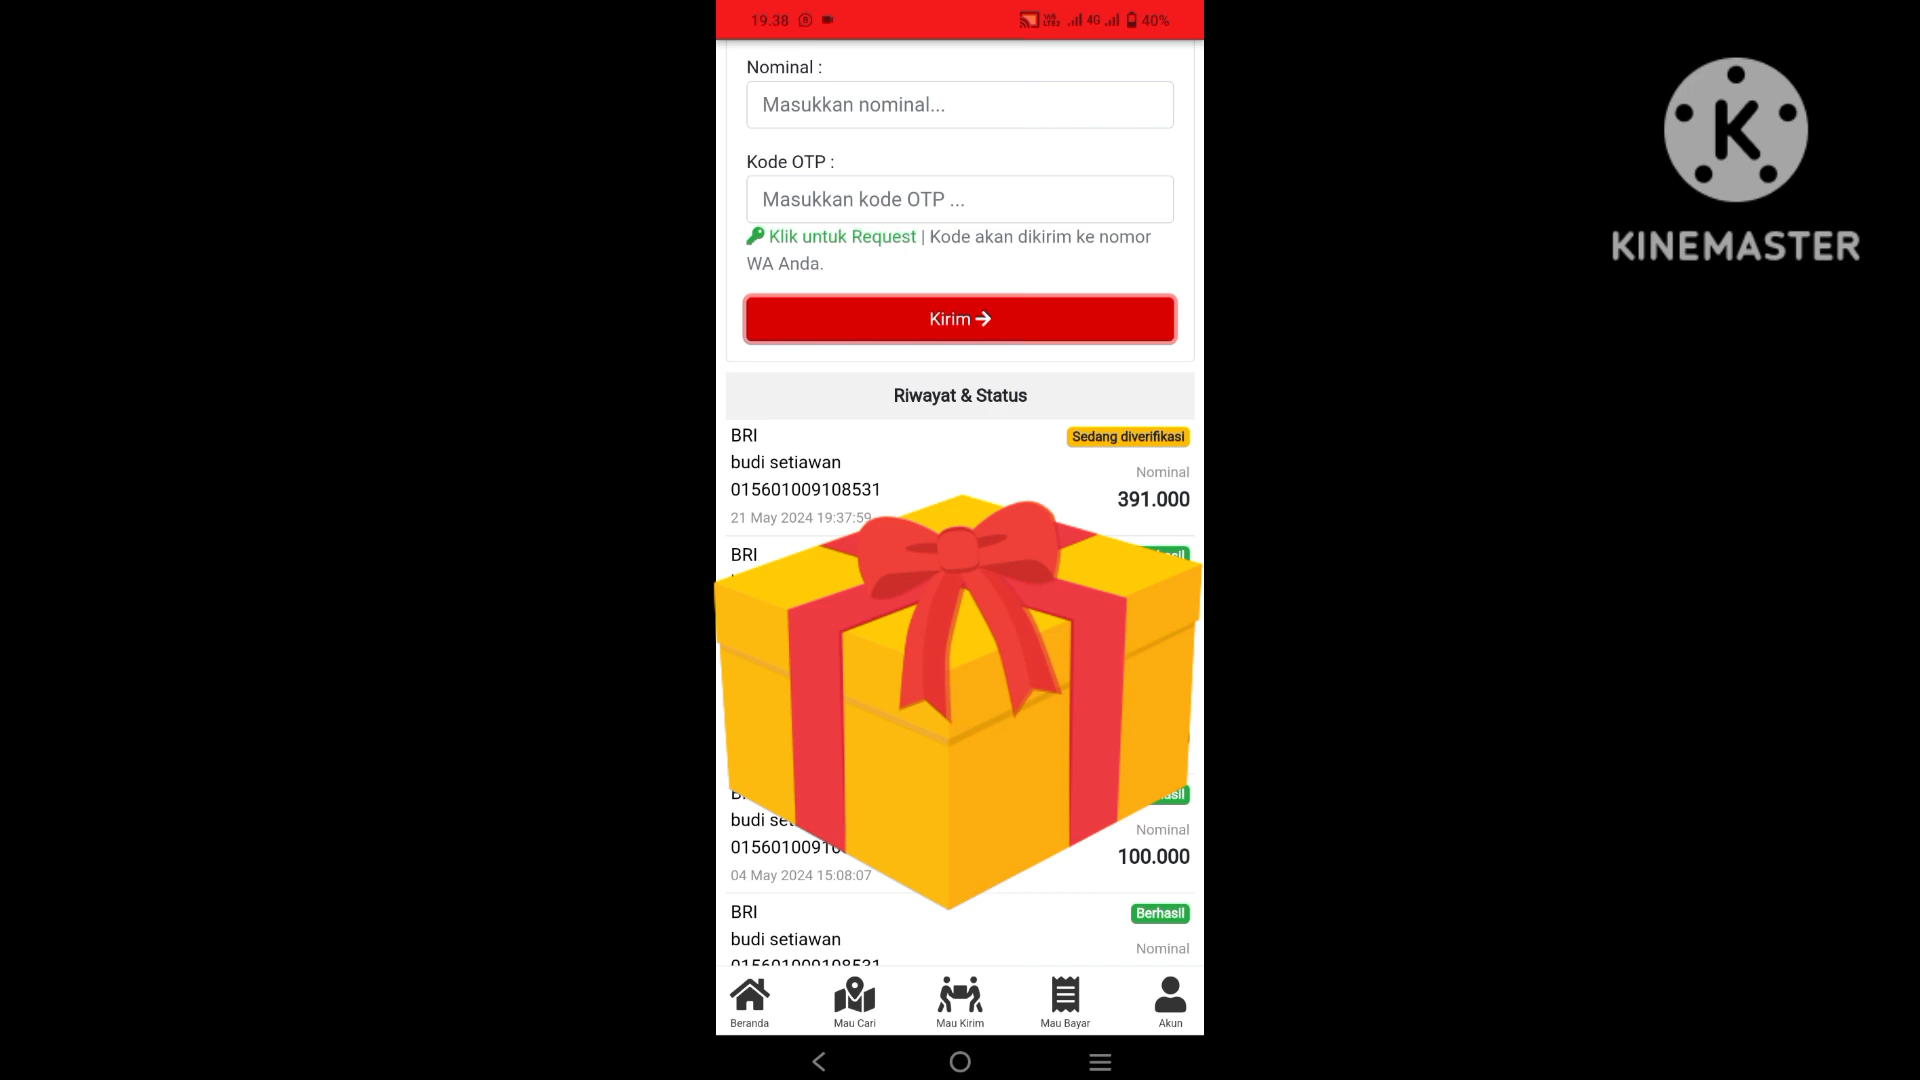 19.38
4G 40%
Nominal :
Masukkan nominal...
Kode OTP :
Masukkan kode OTP ...
Klik untuk Request | Kode akan dikirim ke nomor
WA Anda.
Kirim
Riwayat & Status
BRI
Sedang diverifikasi
budi setiawan
Nominal
015601009108531
391.000
21 May 2024 19:37:59
BRI
budi
Nominal
100.000
04 May 2024 15:08:07
BRI
Berhasil
budi setiawan
Nominal
015601009108531
Beranda
Mau Cari
Mau Kirim
Mau Bayar
Akun
K
KINEMASTER